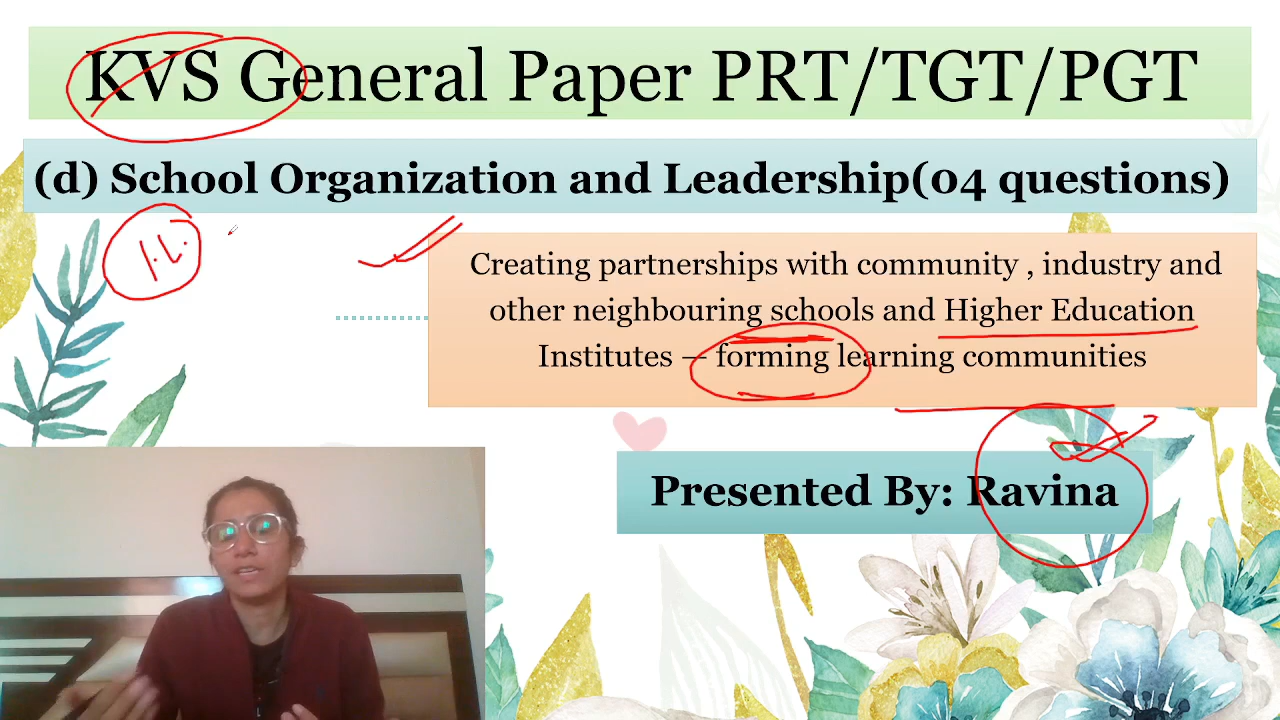 KVS General Paper PRT/TGT/PGT
(d) School Organization and Leadership(04 questions)
Creating partnerships with community , industry and
other neighbouring schools and Higher Education
Institutes — forming learning communities
Presented By: Ravina